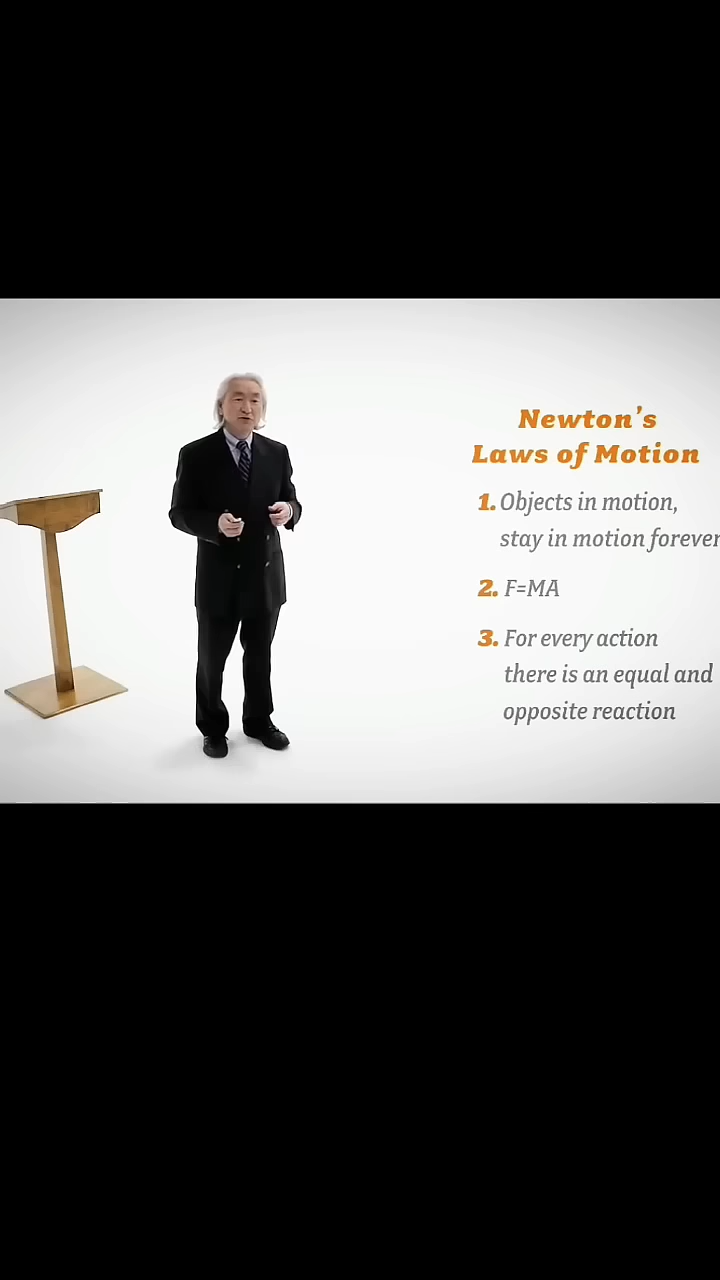 Newton's
Laws of Motion
1. Objects in motion,
stay in motion forever
2. F=MA
3. For every action
there is an equal and
opposite reaction